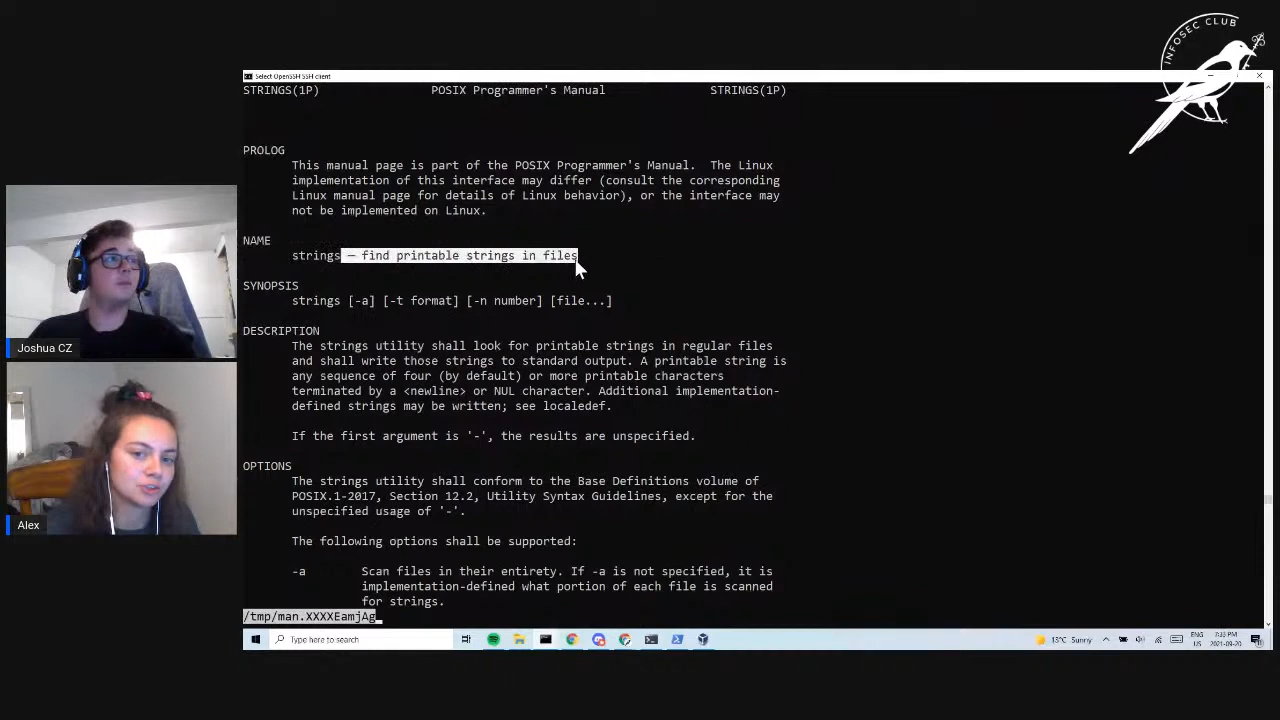 INFOSEC CLUB
Select OpenSSH SSH client
STRINGS(1P) POSIX Programmer's Manual STRINGS(1P)
PROLOG
This manual page is part of the POSIX Programmer's Manual. The Linux
implementation of this interface may differ (consult the corresponding
Linux manual page for details of Linux behavior), or the interface may
not be implemented on Linux.
NAME
strings — find printable strings in files
SYNOPSIS
strings [-a] [-t format] [-n number] [file...]
DESCRIPTION
The strings utility shall look for printable strings in regular files
and shall write those strings to standard output. A printable string is
any sequence of four (by default) or more printable characters
terminated by a <newline> or NUL character. Additional implementation-
defined strings may be written; see localedef.
If the first argument is '-', the results are unspecified.
OPTIONS
The strings utility shall conform to the Base Definitions volume of
POSIX.1-2017, Section 12.2, Utility Syntax Guidelines, except for the
unspecified usage of '-'.
The following options shall be supported:
-a Scan files in their entirety. If -a is not specified, it is
implementation-defined what portion of each file is scanned
for strings.
/tmp/man.XXXXEamjAg
Joshua CZ
Alex
Type here to search
13°C Sunny
ENG
US
7:33 PM
2021-09-20